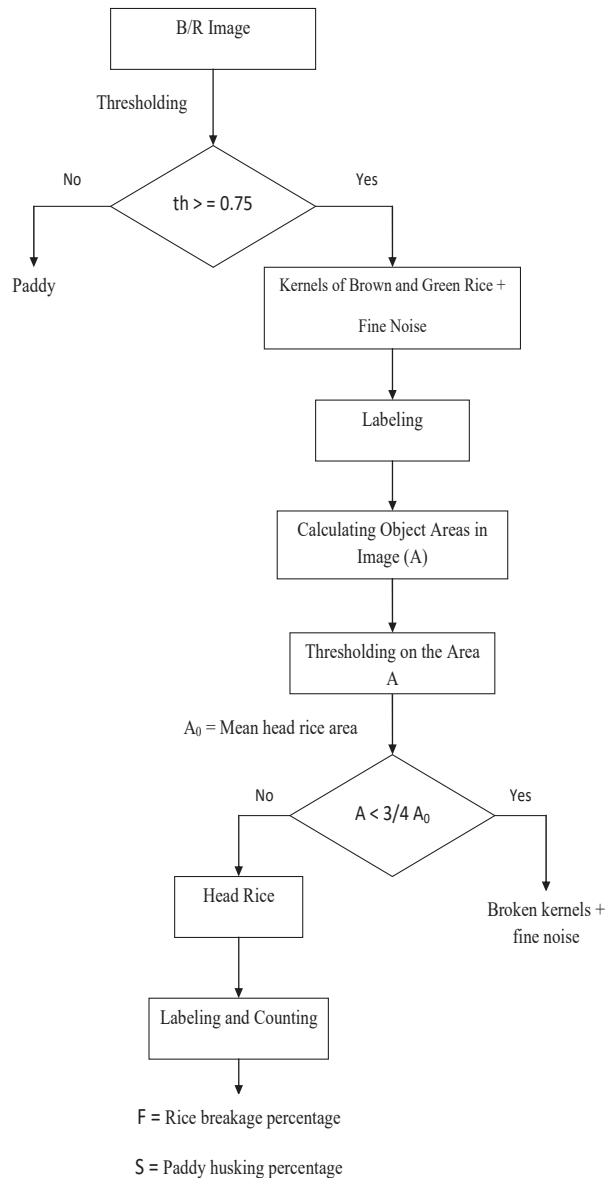 B/R Image
Thresholding
No
Yes
th > = 0.75
Paddy
Kernels of Brown and Green Rice +
Fine Noise
Labeling
Calculating Object Areas in
Image (A)
Thresholding on the Area
A
A₀ = Mean head rice area
No
Yes
A < 3/4 A₀
Head Rice
Broken kernels +
fine noise
Labeling and Counting
F = Rice breakage percentage
S = Paddy husking percentage